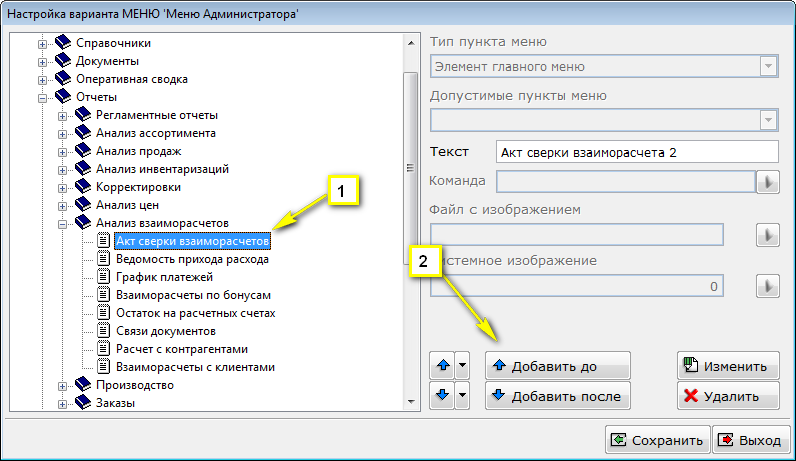 Настройка варианта МЕНЮ 'Меню Администратора'
Справочники
Документы
Оперативная сводка
Отчеты
Регламентные отчеты
Анализ ассортимента
Анализ продаж
Анализ инвентаризаций
Корректировки
Анализ цен
Анализ взаиморасчетов
Акт сверки взаиморасчетов
Ведомость прихода расхода
График платежей
Взаиморасчеты по бонусам
Остаток на расчетных счетах
Связи документов
Расчет с контрагентами
Взаиморасчеты с клиентами
Производство
Заказы
1
2
Тип пункта меню
Элемент главного меню
Допустимые пункты меню
Текст Акт сверки взаиморасчета 2
Команда
Файл с изображением
Системное изображение
0
Добавить до
Изменить
Добавить после
Удалить
Сохранить
Выход